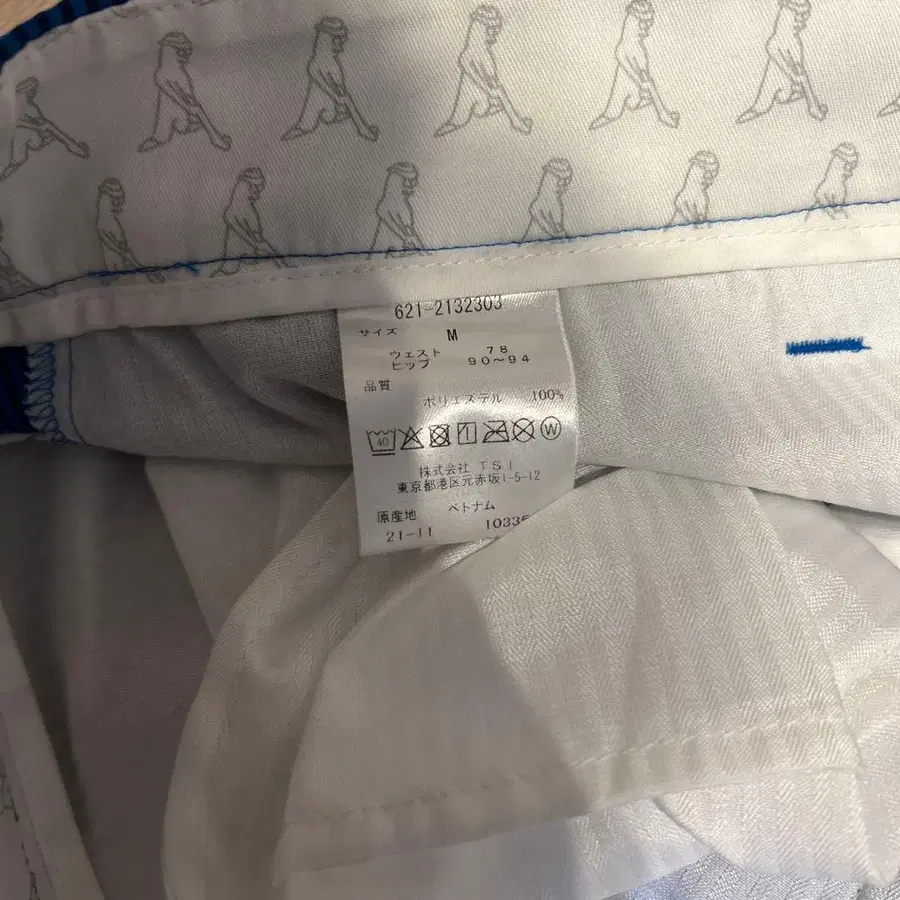 621-2132303
サイズ
M
ウェスト 78
ヒップ 90～94
品質
ポリエステル 100%
40 W
株式会社 TSI
東京都港区元赤坂1-5-12
原産地 ベトナム
21-11